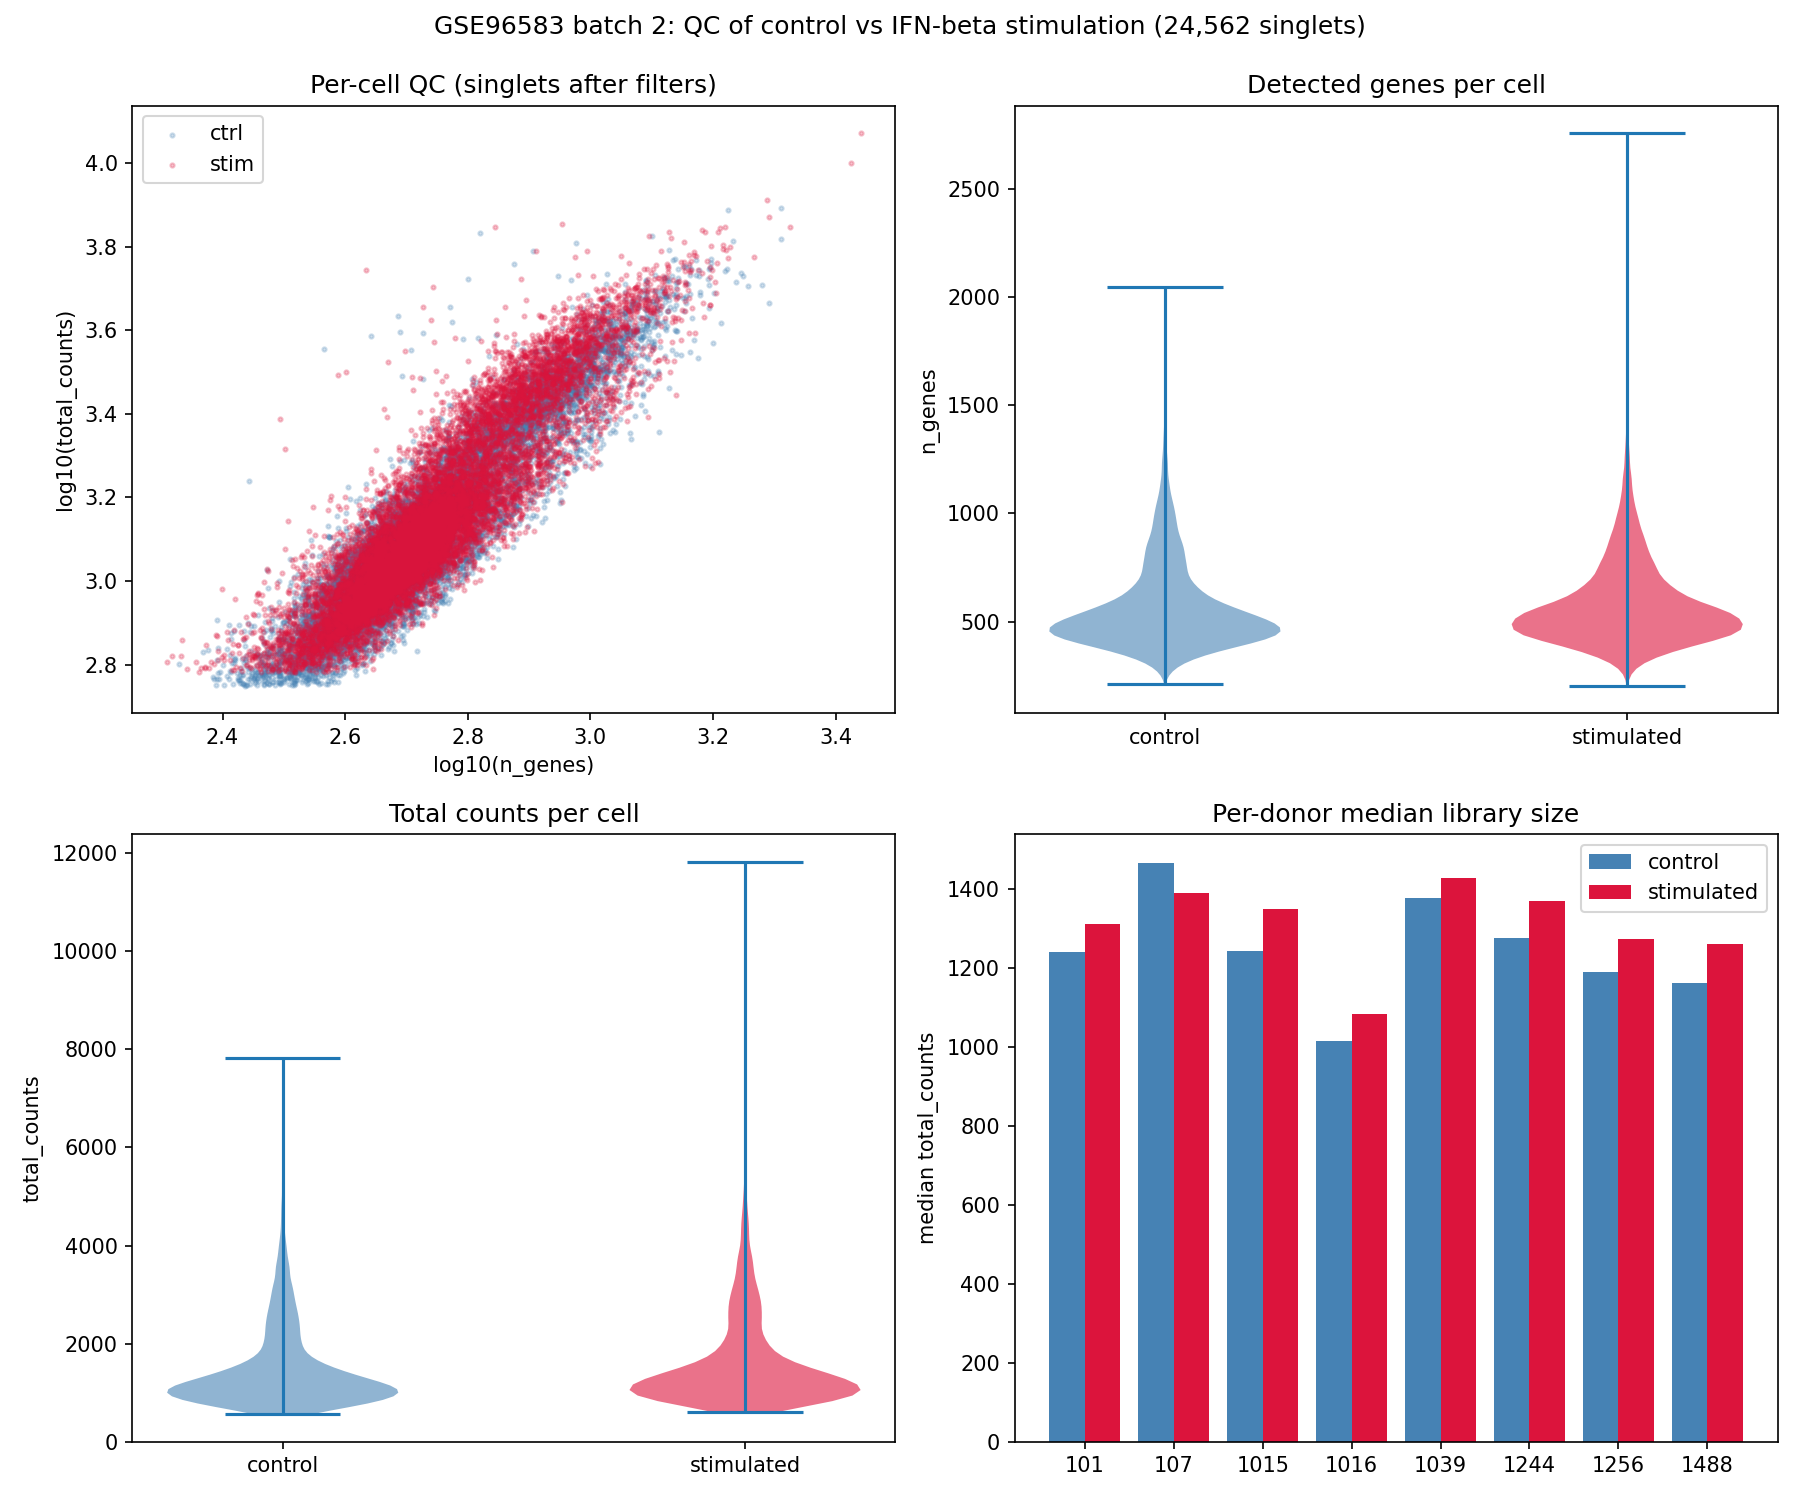 GSE96583 batch 2: QC of control vs IFN-beta stimulation (24,562 singlets)
Per-cell QC (singlets after filters)
ctrl
stim
log10(total_counts)
4.0
3.8
3.6
3.4
3.2
3.0
2.8
2.4 2.6 2.8 3.0 3.2 3.4
log10(n_genes)
Detected genes per cell
n_genes
2500
2000
1500
1000
500
control stimulated
Total counts per cell
total_counts
12000
10000
8000
6000
4000
2000
0
control stimulated
Per-donor median library size
control
stimulated
median total_counts
1400
1200
1000
800
600
400
200
0
101 107 1015 1016 1039 1244 1256 1488